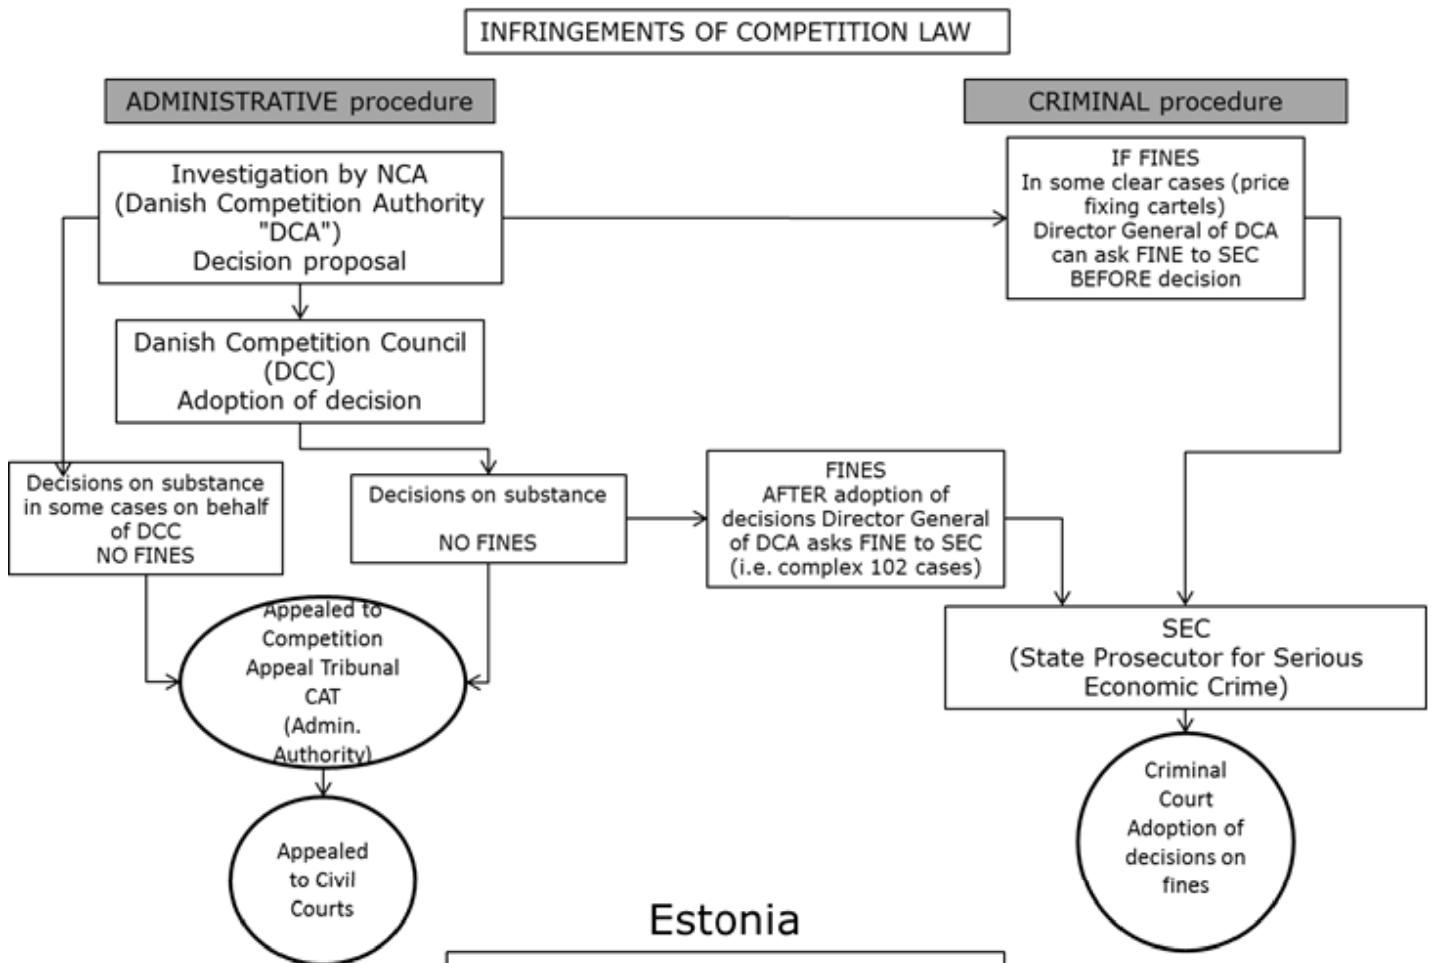 INFRINGEMENTS OF COMPETITION LAW
ADMINISTRATIVE procedure
CRIMINAL procedure
Investigation by NCA
(Danish Competition Authority
"DCA")
Decision proposal
IF FINES
In some clear cases (price
fixing cartels)
Director General of DCA
can ask FINE to SEC
BEFORE decision
Danish Competition Council
(DCC)
Adoption of decision
Decisions on substance
in some cases on behalf
of DCC
NO FINES
Decisions on substance
NO FINES
FINES
AFTER adoption of
decisions Director General
of DCA asks FINE to SEC
(i.e. complex 102 cases)
SEC
(State Prosecutor for Serious
Economic Crime)
Appealed to
Competition
Appeal Tribunal
CAT
(Admin.
Authority)
Criminal
Court
Adoption of
decisions on
fines
Appealed
to Civil
Courts
Estonia